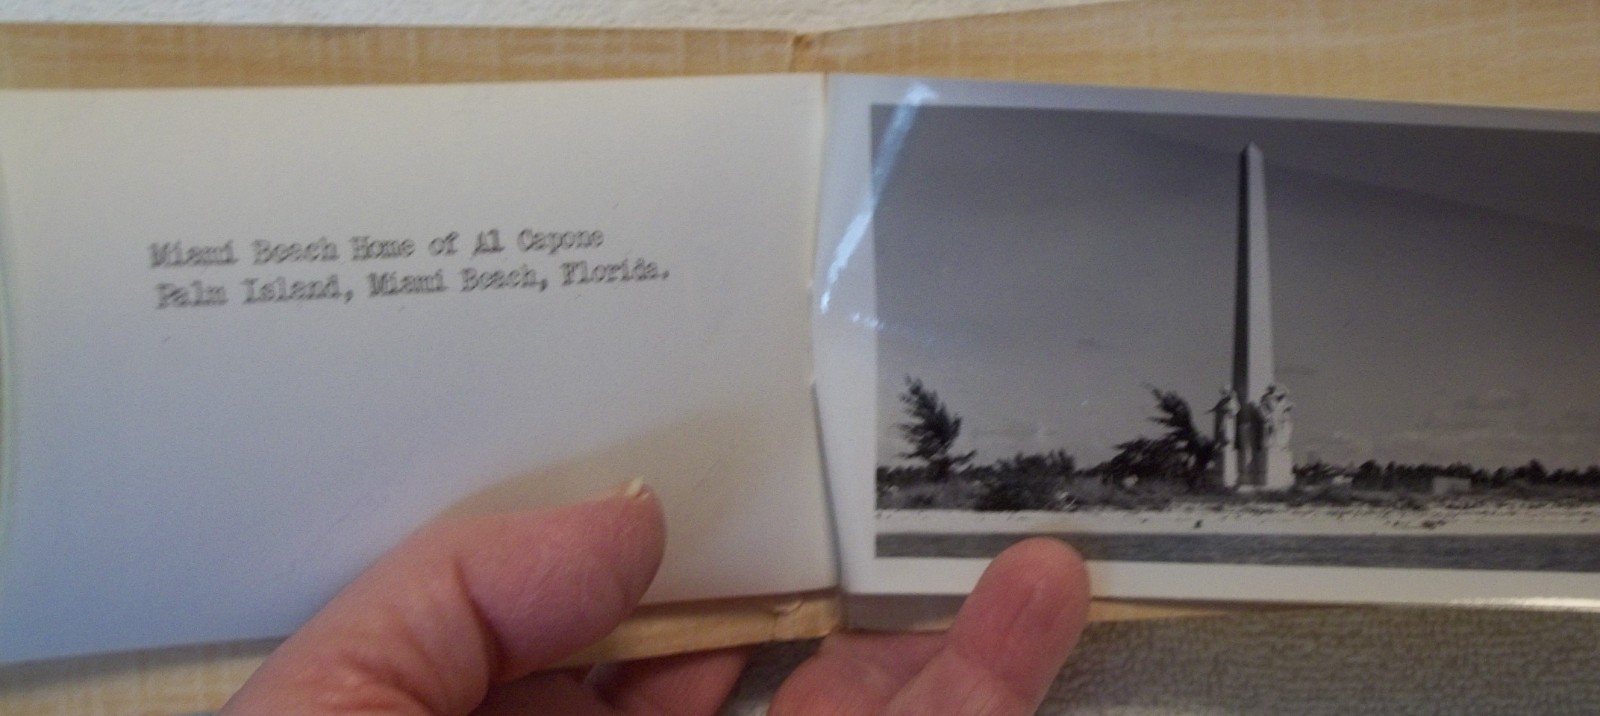 Miami Beach Home of Al Capone
Palm Island, Miami Beach, Florida.